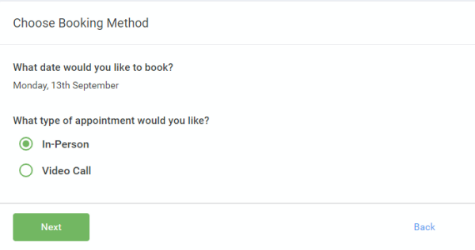 Choose Booking Method
What date would you like to book?
Monday, 13th September
What type of appointment would you like?
In-Person
Video Call
Next
Back